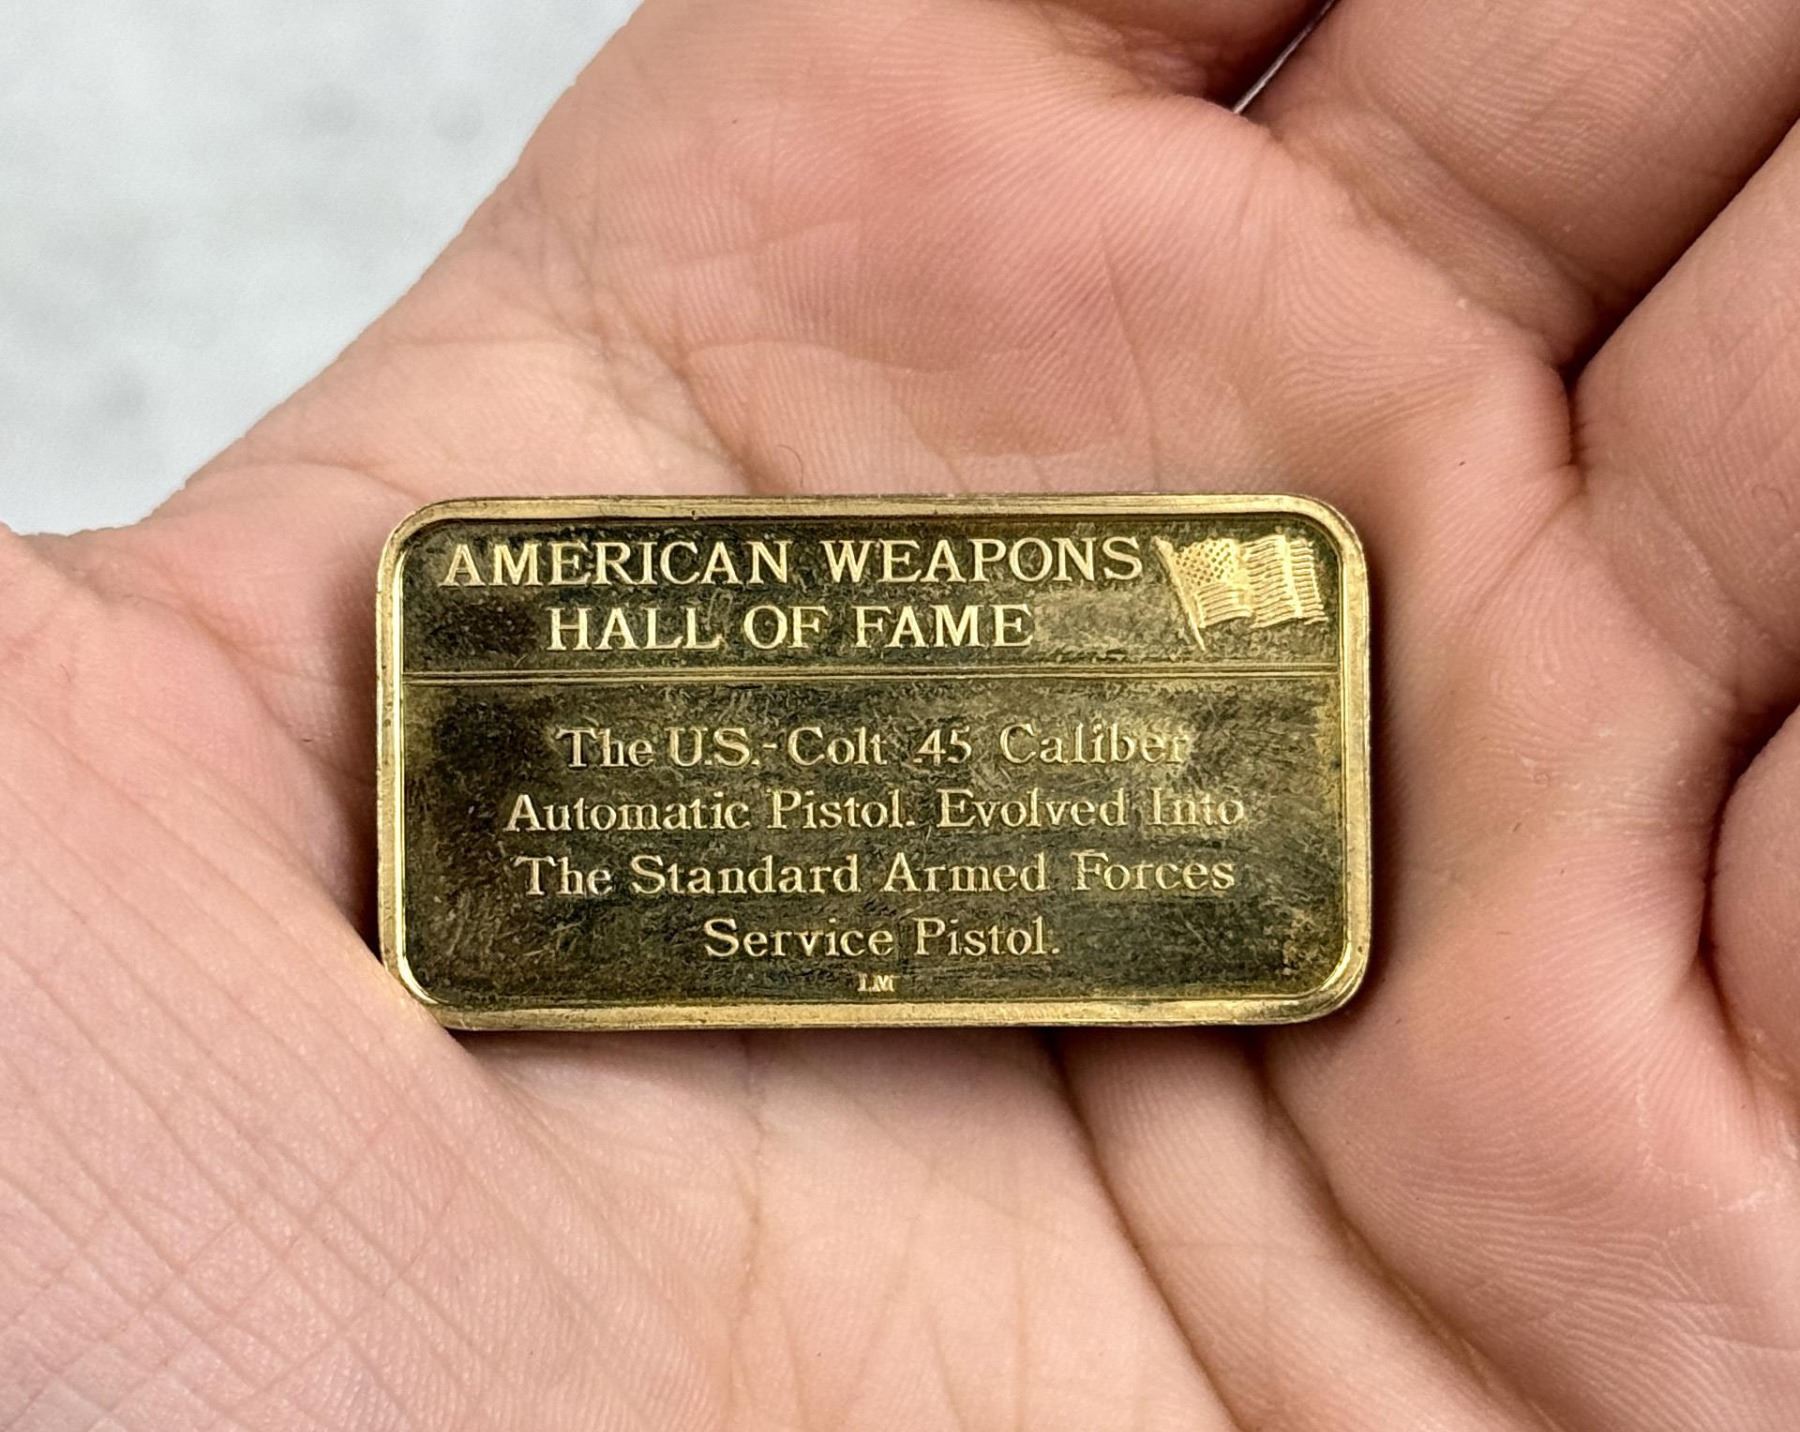 AMERICAN WEAPONS
HALL OF FAME
The U.S.-Colt .45 Caliber
Automatic Pistol. Evolved Into
The Standard Armed Forces
Service Pistol.
LM